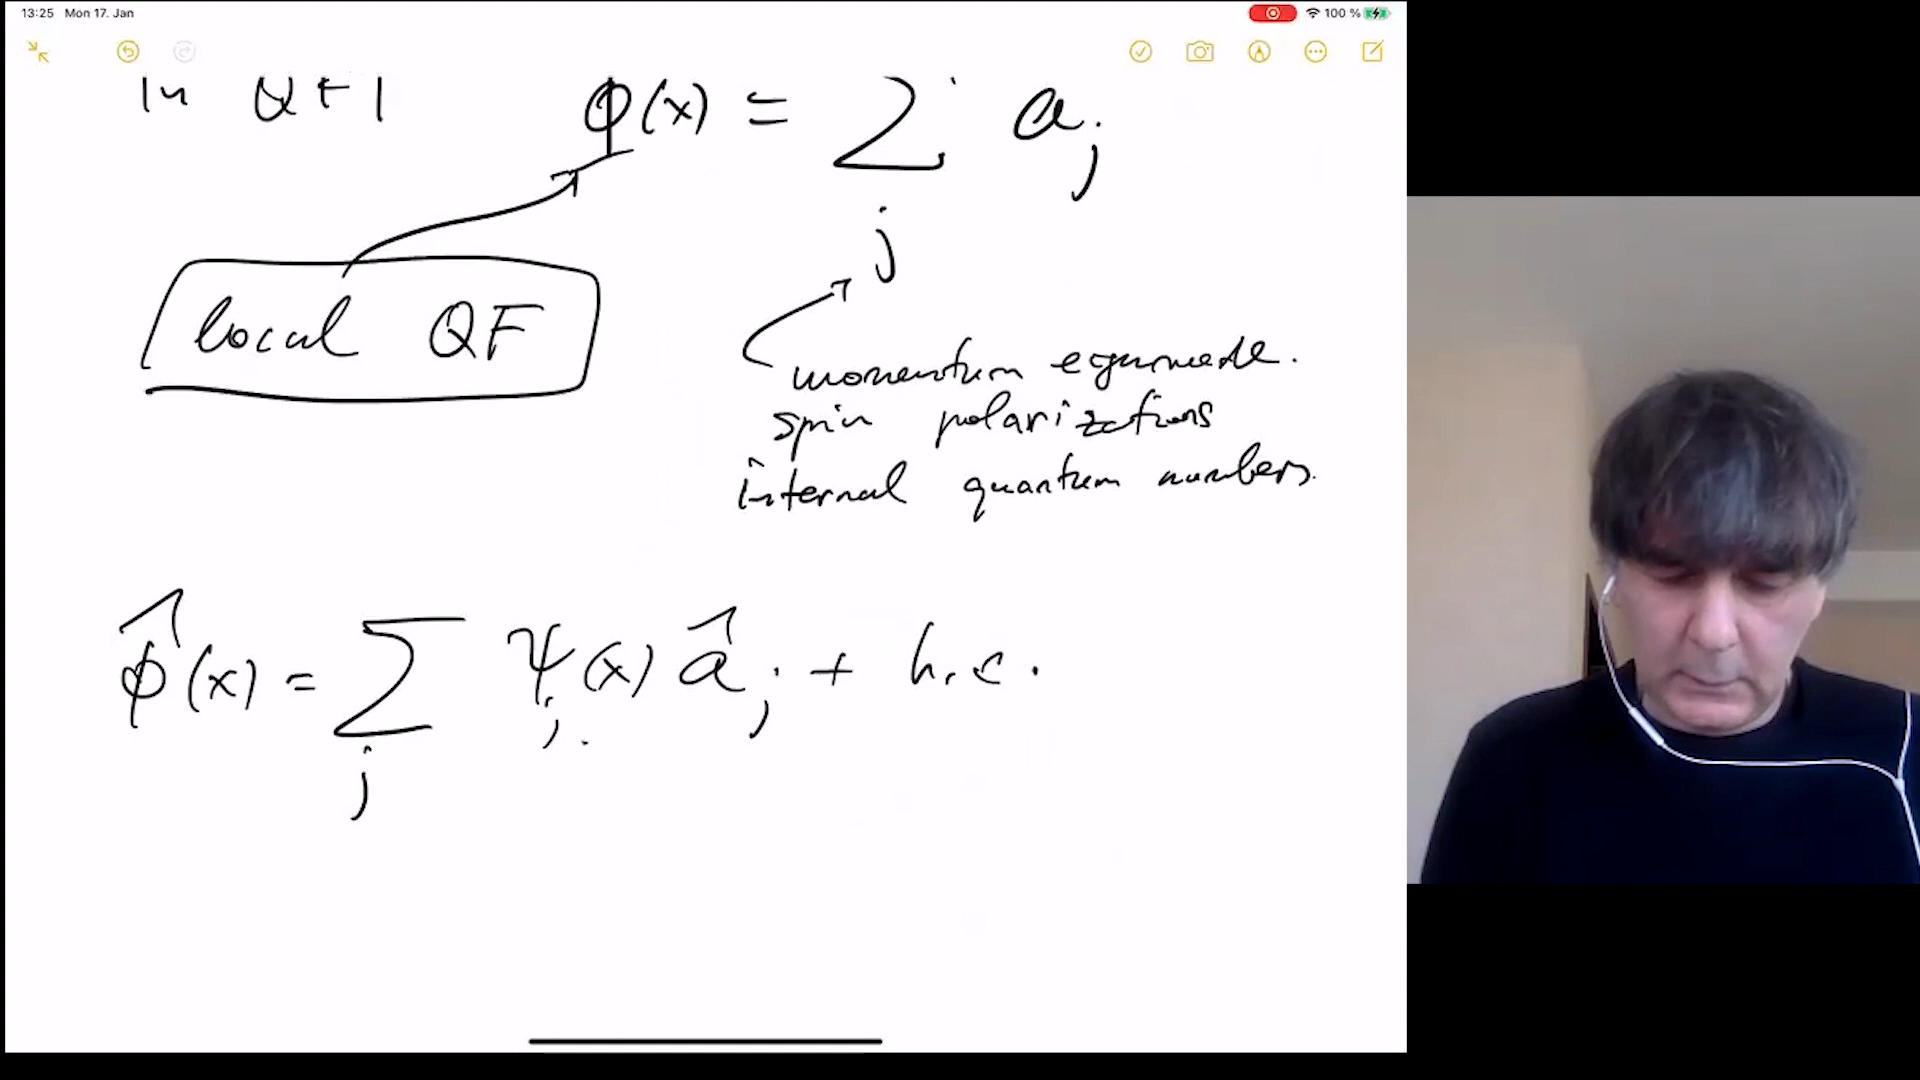 13:25 Mon 17. Jan 100 %
In QFT φ(x) = Σ a_j
j
local QF
momentum
spin polarizations
internal quantum numbers.
φ̂(x) = Σ ψ_j(x) â_j + h.c.
j